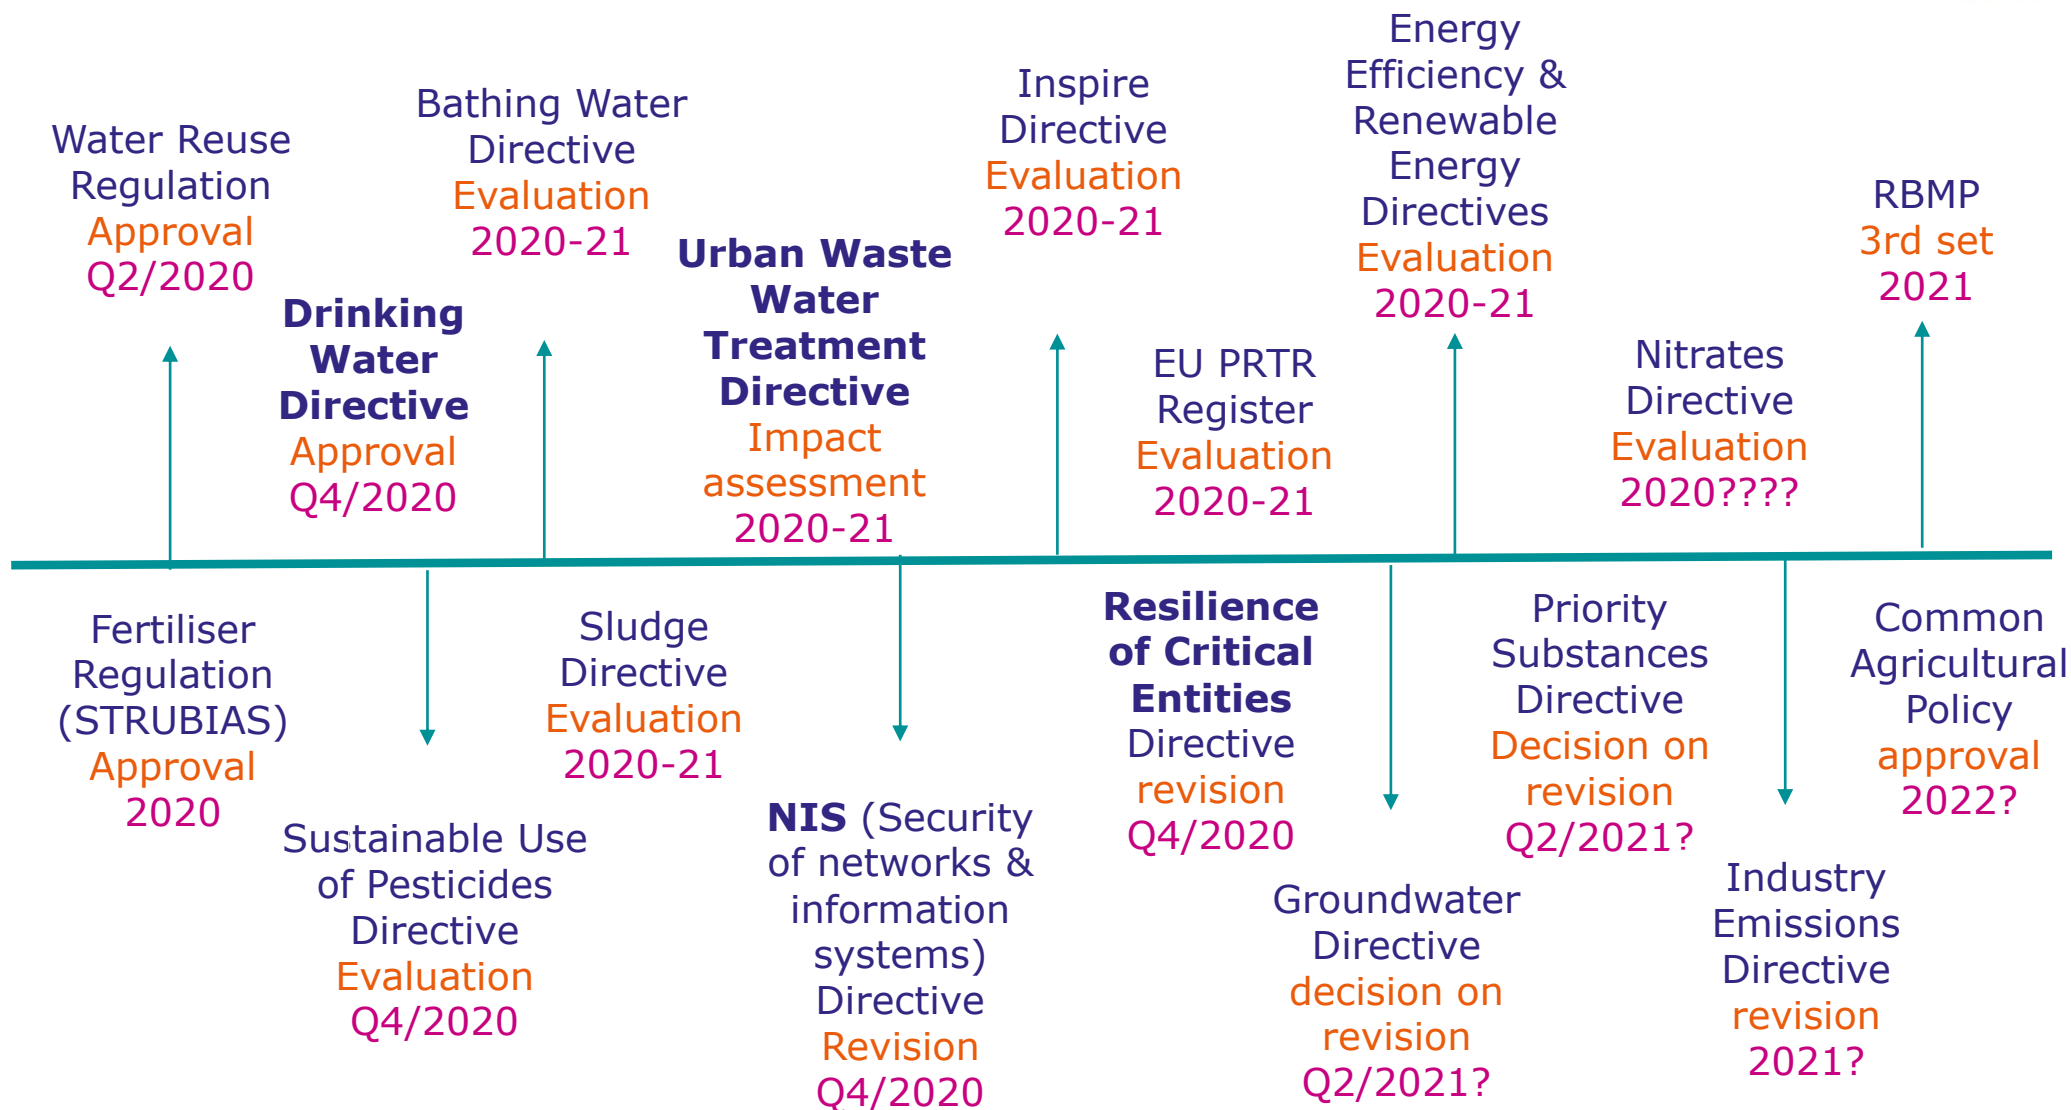 Water Reuse
Regulation
Approval
Q2/2020
Drinking
Water
Directive
Approval
Q4/2020
Bathing Water
Directive
Evaluation
2020-21
Urban Waste
Water
Treatment
Directive
Impact
assessment
2020-21
Inspire
Directive
Evaluation
2020-21
EU PRTR
Register
Evaluation
2020-21
Energy
Efficiency &
Renewable
Energy
Directives
Evaluation
2020-21
Nitrates
Directive
Evaluation
2020????
RBMP
3rd set
2021
Fertiliser
Regulation
(STRUBIAS)
Approval
2020
Sustainable Use
of Pesticides
Directive
Evaluation
Q4/2020
Sludge
Directive
Evaluation
2020-21
NIS (Security
of networks &
information
systems)
Directive
Revision
Q4/2020
Resilience
of Critical
Entities
Directive
revision
Q4/2020
Groundwater
Directive
decision on
revision
Q2/2021?
Priority
Substances
Directive
Decision on
revision
Q2/2021?
Industry
Emissions
Directive
revision
2021?
Common
Agricultural
Policy
approval
2022?